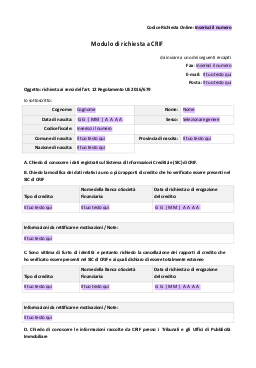 Codice Richiesta Online: Inserisci il numero
Modulo di richiesta a CRIF
da inviare a uno dei seguenti recapiti
Fax: Inserisci il numero
E-mail: Il tuo testo qui
Posta: Il tuo testo qui
Oggetto: richiesta ai sensi dell'art. 12 Regolamento UE 2016/679
Io sottoscritto:
Cognome: Cognome Nome: Nome
Data di nascita: G G | M M | A A A A Sesso: Selezionare genere
Codice fiscale: Inserisci il numero
Comune di nascita: Il tuo testo qui Provincia di nascita: Il tuo testo qui
Nazione di nascita: Il tuo testo qui
A. Chiedo di conoscere i dati registrati sul Sistema di Informazioni Creditizie (SIC) di CRIF.
B. Chiedo la modifica dei dati relativi a uno o più rapporti di credito che ho verificato essere presenti nel
SIC di CRIF
Tipo di credito Nome della Banca o Società Finanziaria Data di richiesta o di erogazione del credito
Il tuo testo qui Il tuo testo qui G G | M M | A A A A
Informazioni da rettificare e motivazioni / Note:
Il tuo testo qui
C. Sono vittima di furto di identità e pertanto richiedo la cancellazione dei rapporti di credito che
ho verificato essere presenti nel SIC di CRIF e ai quali dichiaro di essere totalmente estraneo
Tipo di credito Nome della Banca o Società Finanziaria Data di richiesta o di erogazione del credito
Il tuo testo qui Il tuo testo qui G G | M M | A A A A
Informazioni da rettificare e motivazioni / Note:
Il tuo testo qui
D. Chiedo di conoscere le informazioni raccolte da CRIF presso i Tribunali e gli Uffici di Pubblicità
Immobiliare